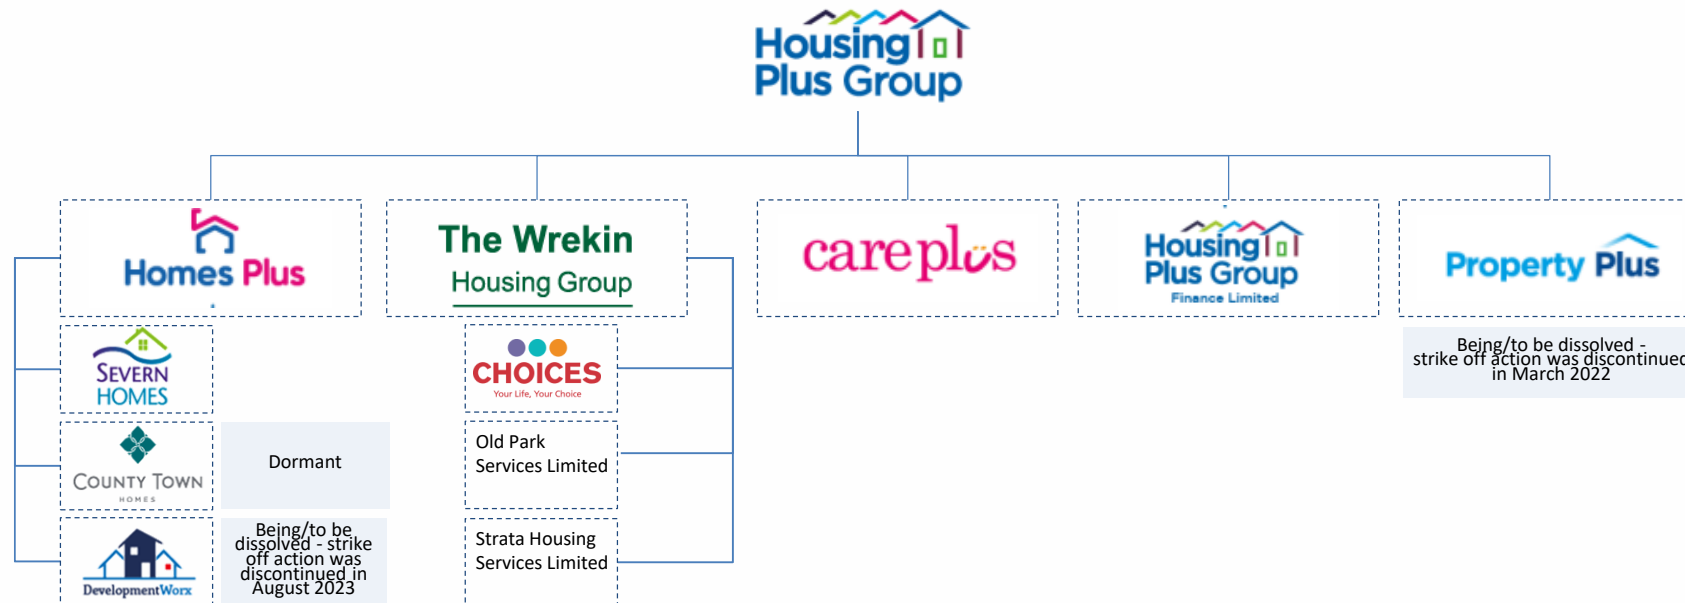 Housing
Plus Group
Homes Plus
The Wrekin
Housing Group
care plus
Housing
Plus Group
Finance Limited
Property Plus
Being/to be dissolved -
strike off action was discontinued
in March 2022
SEVERN
HOMES
CHOICES
Your Life, Your Choice
COUNTY TOWN
HOMES
Dormant
Old Park
Services Limited
DevelopmentWorx
Being/to be
dissolved - strike
off action was
discontinued in
August 2023
Strata Housing
Services Limited